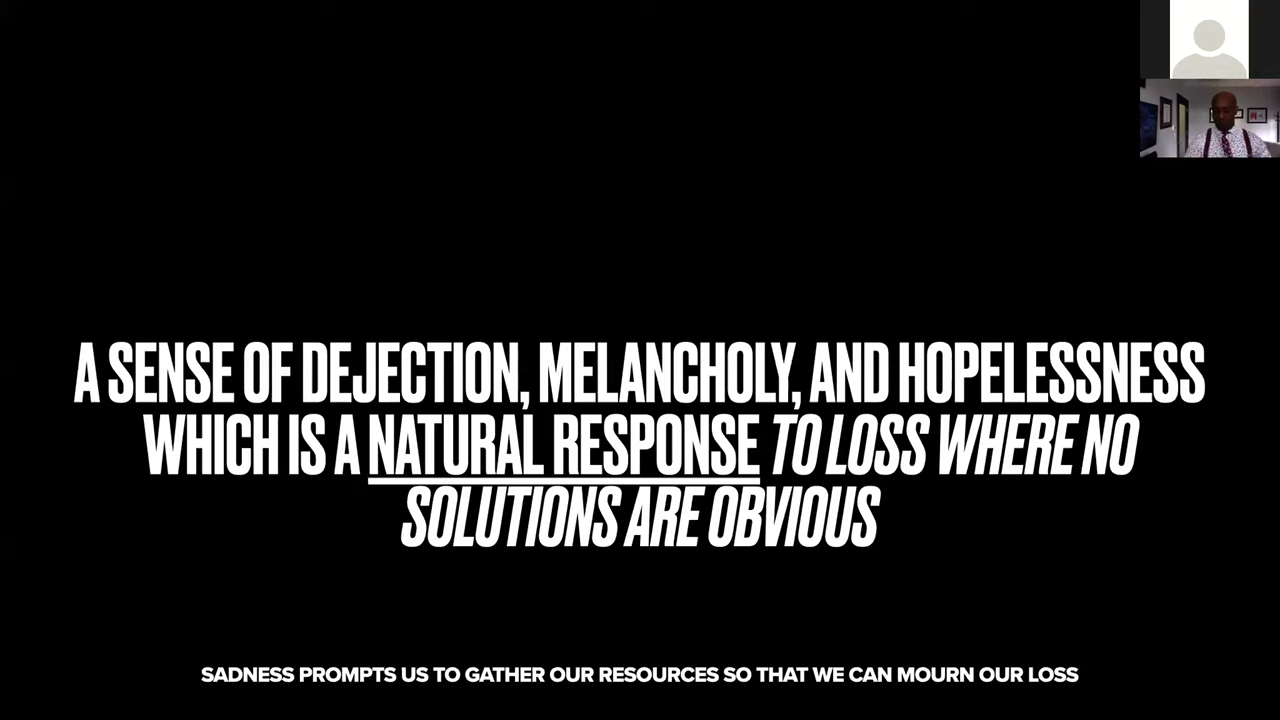 A SENSE OF DEJECTION, MELANCHOLY, AND HOPELESSNESS
WHICH IS A NATURAL RESPONSE TO LOSS WHERE NO
SOLUTIONS ARE OBVIOUS
SADNESS PROMPTS US TO GATHER OUR RESOURCES SO THAT WE CAN MOURN OUR LOSS